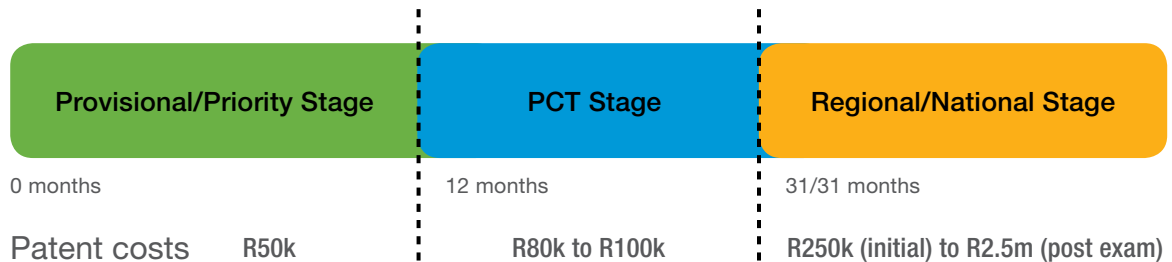 Provisional/Priority Stage PCT Stage Regional/National Stage
0 months 12 months 31/31 months
Patent costs R50k R80k to R100k R250k (initial) to R2.5m (post exam)